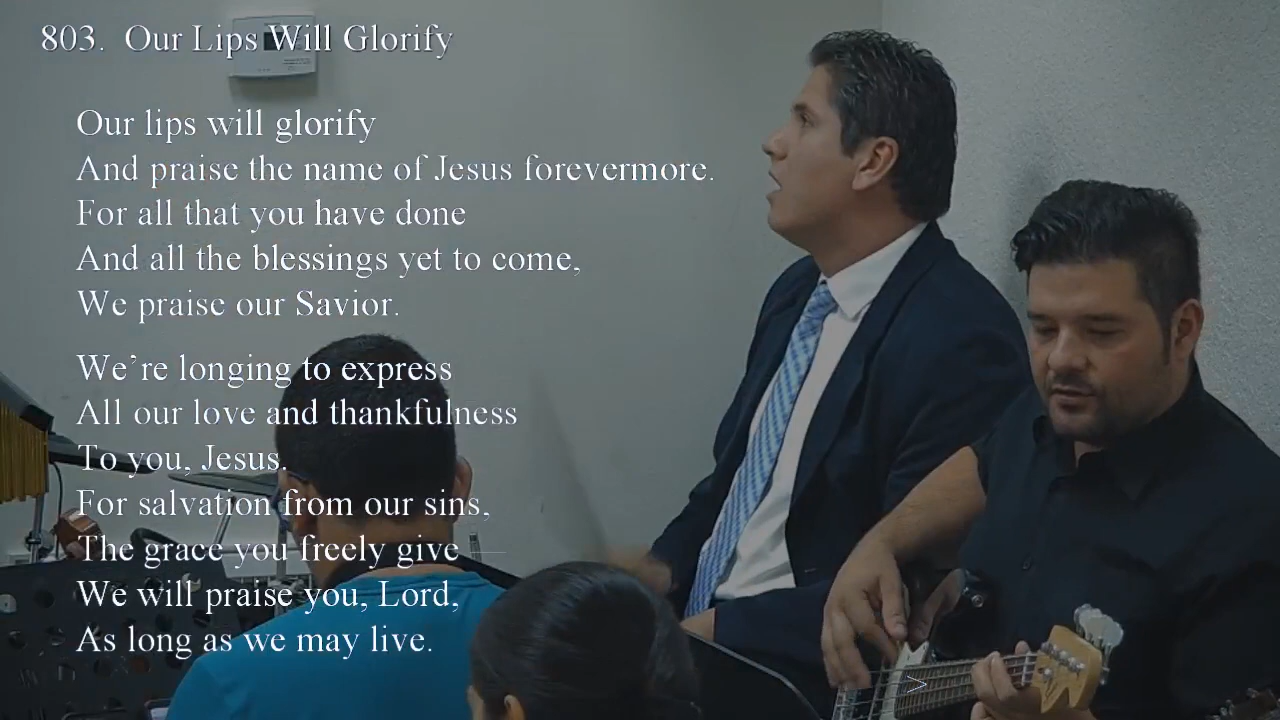 803. Our Lips Will Glorify
Our lips will glorify
And praise the name of Jesus forevermore.
For all that you have done
And all the blessings yet to come,
We praise our Savior.
We’re longing to express
All our love and thankfulness
To you, Jesus.
For salvation from our sins,
The grace you freely give
We will praise you, Lord,
As long as we may live.
>